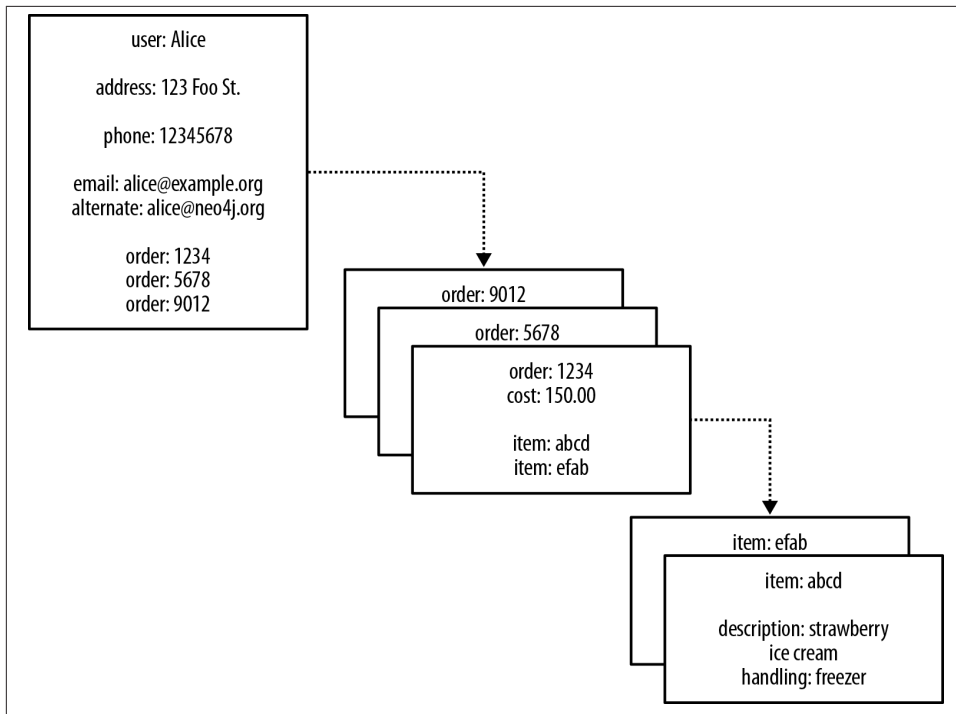 user: Alice
address: 123 Foo St.
phone: 12345678
email: alice@example.org
alternate: alice@neo4j.org
order: 1234
order: 5678
order: 9012
order: 9012
order: 5678
order: 1234
cost: 150.00
item: abcd
item: efab
item: efab
item: abcd
description: strawberry
ice cream
handling: freezer